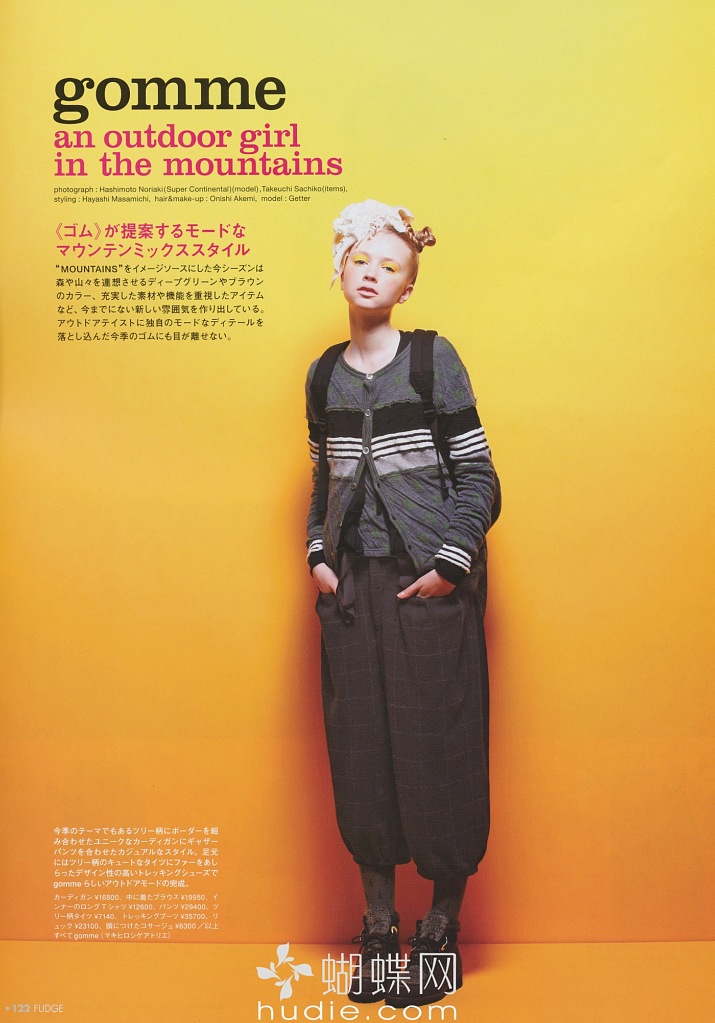 gomme
an outdoor girl
in the mountains
photograph : Hashimoto Noriaki(Super Continental)(model),Takeuchi Sachiko(items),
styling : Hayashi Masamichi,  hair&make-up : Onishi Akemi,  model : Getter
《ゴム》が提案するモードな
マウンテンミックススタイル
“MOUNTAINS”をイメージソースにした今シーズンは
森や山々を連想させるディープグリーンやブラウン
のカラー、充実した素材や機能を重視したアイテム
など、今までにない新しい雰囲気を作り出している。
アウトドアテイストに独自のモードなディテールを
落とし込んだ今季のゴムにも目が離せない。
今季のテーマでもあるツリー柄にボーダーを組
み合わせたユニークなカーディガンにギャザー
パンツを合わせたカジュアルなスタイル。足元
にはツリー柄のキュートなタイツにファーをあし
らったデザイン性の高いトレッキングシューズで
gommeらしいアウトドアモードの完成。
カーディガン¥16800、中に着たブラウス¥19950、イ
ンナーのロングTシャツ¥12600、パンツ¥29400、ツ
リー柄タイツ¥7140、トレッキングブーツ¥35700、リ
ュック¥23100、頭につけたコサージュ¥6300／以上
すべてgomme（マキヒロシゲアトリエ）
蝴蝶网
hudie.com
122 FUDGE